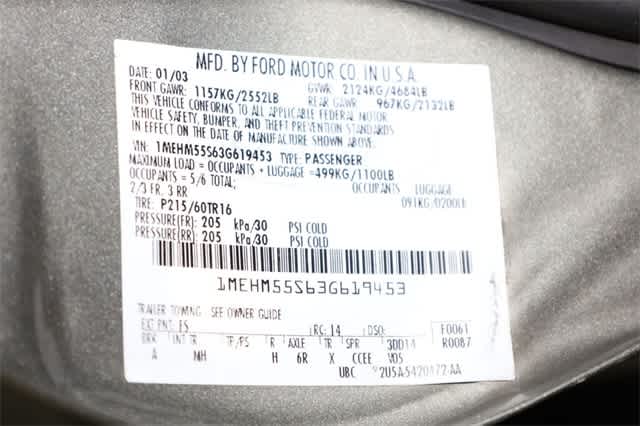 MFD. BY FORD MOTOR CO. IN U.S.A.
DATE: 01/03 GVWR: 2124KG/4684LB
FRONT GAWR: 1157KG/2552LB REAR GAWR: 967KG/2132LB
THIS VEHICLE CONFORMS TO ALL APPLICABLE FEDERAL MOTOR
VEHICLE SAFETY, BUMPER, AND THEFT PREVENTION STANDARDS
IN EFFECT ON THE DATE OF MANUFACTURE SHOWN ABOVE.
VIN: 1MEHM55S63G619453 TYPE: PASSENGER
MAXIMUM LOAD = OCCUPANTS + LUGGAGE = 499KG/1100LB
OCCUPANTS = 5/6 TOTAL; OCCUPANTS LUGGAGE
2/3 FR. 3 RR 091KG/0200LB
TIRE: P215/60TR16
PRESSURE(FR): 205 kPa/30 PSI COLD
PRESSURE(RR): 205 kPa/30 PSI COLD
1MEHM55S63G619453
TRAILER TOWING: SEE OWNER GUIDE
EXT PNT: FS RC: 14 DSO: F0061
BRK INT TR TP/PS R AXLE TR SPR 3DD14 R0087
A MH H 6R X CCEE VDS
UBC